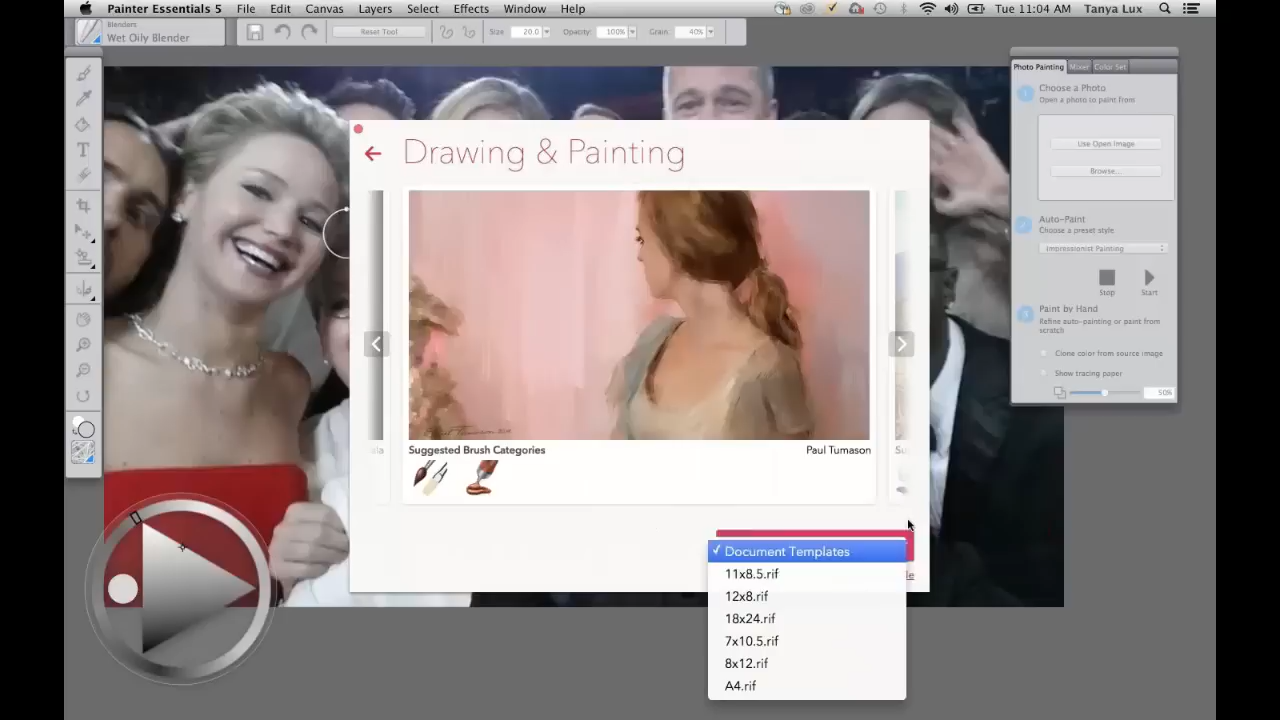 Painter Essentials 5 File Edit Canvas Layers Select Effects Window Help Tue 11:04 AM Tanya Lux
Blenders
Wet Oily Blender
Reset Tool Size 20.0 Opacity: 100% Grain: 40%
Photo Painting Mixer Color Set
Choose a Photo
Open a photo to paint from
Use Open Image
Browse...
Auto-Paint
Choose a preset style
Impressionist Painting
Stop Start
Paint by Hand
Refine auto-painting or paint from
scratch
Clone color from source image
Show tracing paper
50%
Drawing & Painting
Suggested Brush Categories Paul Tumason
Document Templates
11x8.5.rif
12x8.rif
18x24.rif
7x10.5.rif
8x12.rif
A4.rif